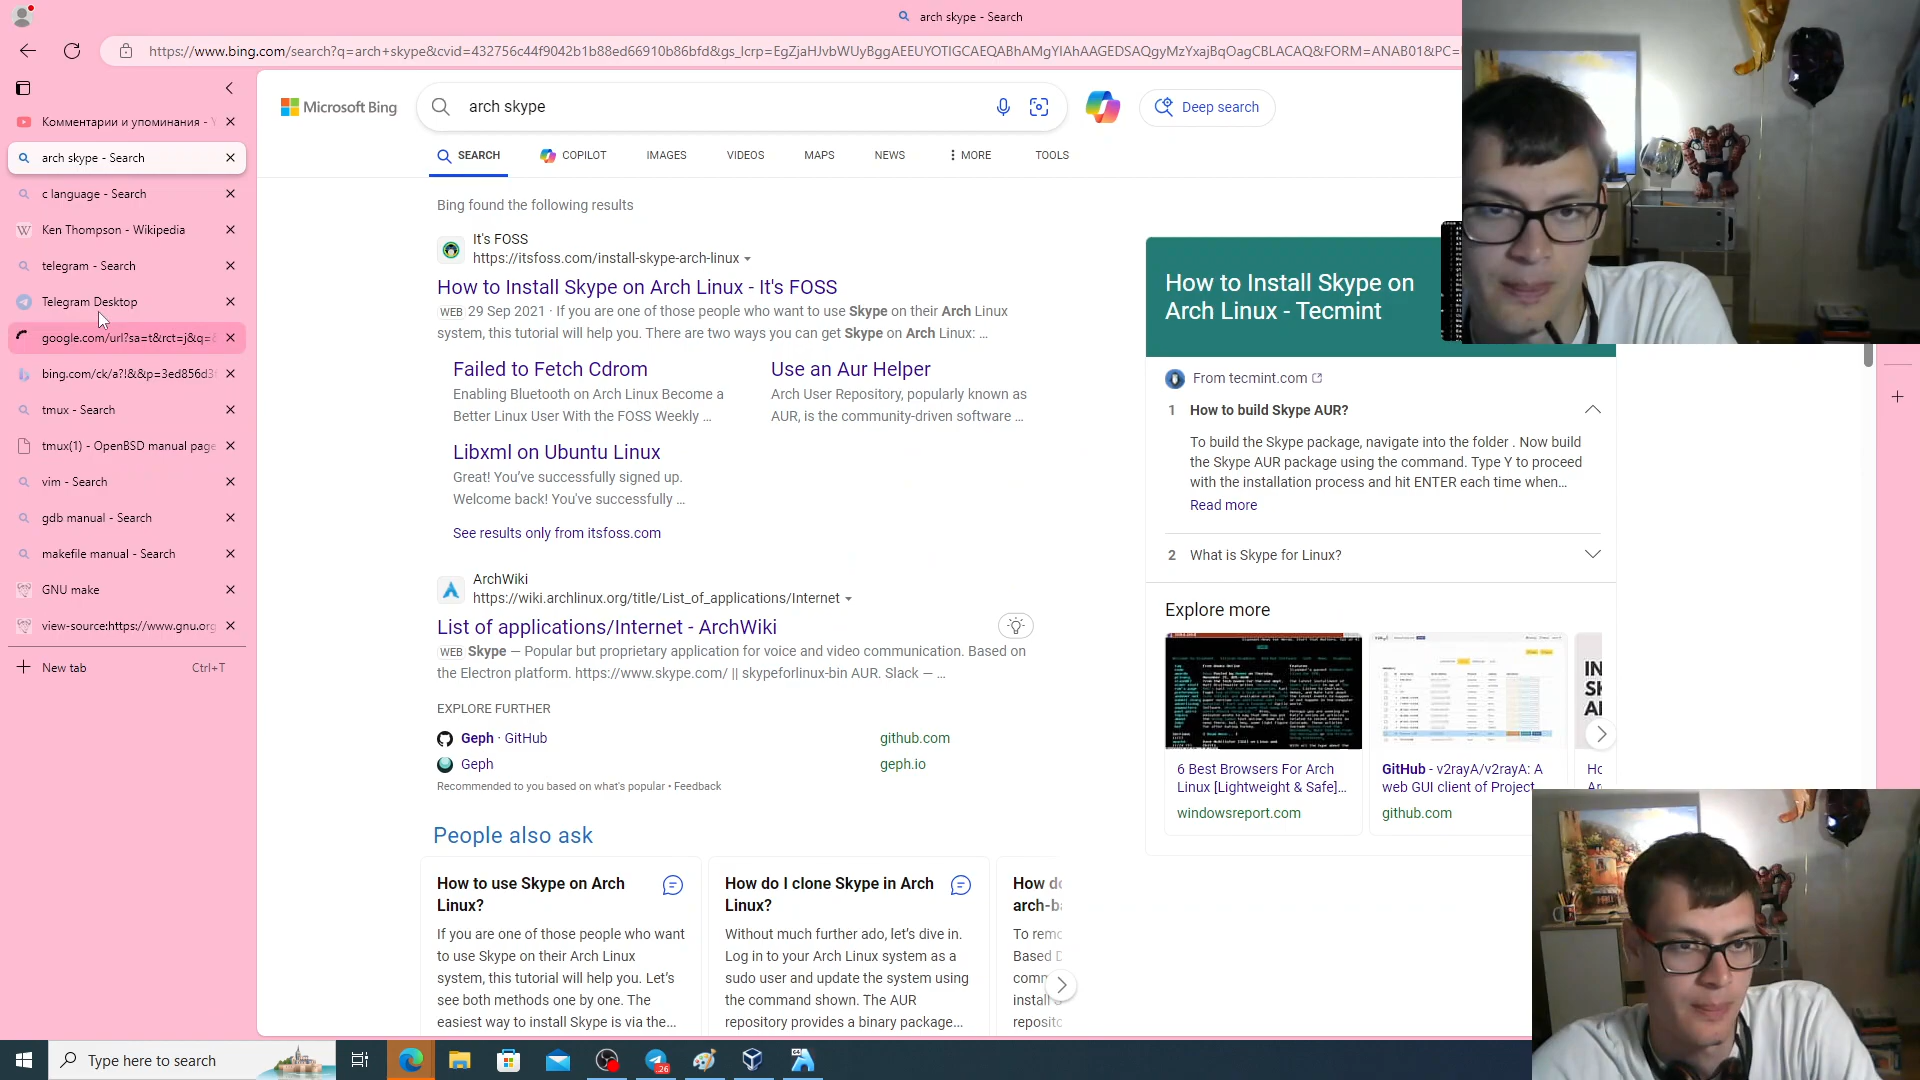 arch skype - Search
https://www.bing.com/search?q=arch+skype&cvid=432756c44f9042b1b88ed66910b86bfd&gs_lcrp=EgZjaHJvbWUyBggAEEUYOTIGCAEQABhAMgYIAhAAGEDSAQgyMzYxajBqOagCBLACAQ&FORM=ANAB01&PC=
Комментарии и упоминания -
arch skype - Search
c language - Search
Ken Thompson - Wikipedia
telegram - Search
Telegram Desktop
google.com/url?sa=t&rct=j&q=
bing.com/ck/a?!&&p=3ed856d3
tmux - Search
tmux(1) - OpenBSD manual page
vim - Search
gdb manual - Search
makefile manual - Search
GNU make
view-source:https://www.gnu.org
New tab Ctrl+T
Microsoft Bing
arch skype
Deep search
SEARCH COPILOT IMAGES VIDEOS MAPS NEWS MORE TOOLS
Bing found the following results
It's FOSS
https://itsfoss.com/install-skype-arch-linux
How to Install Skype on Arch Linux - It's FOSS
WEB 29 Sep 2021 · If you are one of those people who want to use Skype on their Arch Linux
system, this tutorial will help you. There are two ways you can get Skype on Arch Linux: ...
Failed to Fetch Cdrom
Enabling Bluetooth on Arch Linux Become a
Better Linux User With the FOSS Weekly ...
Use an Aur Helper
Arch User Repository, popularly known as
AUR, is the community-driven software ...
Libxml on Ubuntu Linux
Great! You've successfully signed up.
Welcome back! You've successfully ...
See results only from itsfoss.com
ArchWiki
https://wiki.archlinux.org/title/List_of_applications/Internet
List of applications/Internet - ArchWiki
WEB Skype — Popular but proprietary application for voice and video communication. Based on
the Electron platform. https://www.skype.com/ || skypeforlinux-bin AUR. Slack — ...
EXPLORE FURTHER
Geph · GitHub github.com
Geph geph.io
Recommended to you based on what's popular • Feedback
People also ask
How to use Skype on Arch
Linux?
If you are one of those people who want
to use Skype on their Arch Linux
system, this tutorial will help you. Let's
see both methods one by one. The
easiest way to install Skype is via the...
How do I clone Skype in Arch
Linux?
Without much further ado, let's dive in.
Log in to your Arch Linux system as a
sudo user and update the system using
the command shown. The AUR
repository provides a binary package...
How do
arch-ba
To remo
Based D
comm
install
reposito
How to Install Skype on
Arch Linux - Tecmint
From tecmint.com
1 How to build Skype AUR?
To build the Skype package, navigate into the folder . Now build
the Skype AUR package using the command. Type Y to proceed
with the installation process and hit ENTER each time when...
Read more
2 What is Skype for Linux?
Explore more
6 Best Browsers For Arch
Linux [Lightweight & Safe]...
windowsreport.com
GitHub - v2rayA/v2rayA: A
web GUI client of Project
github.com
IN
SK
AI
Ho
Type here to search
26